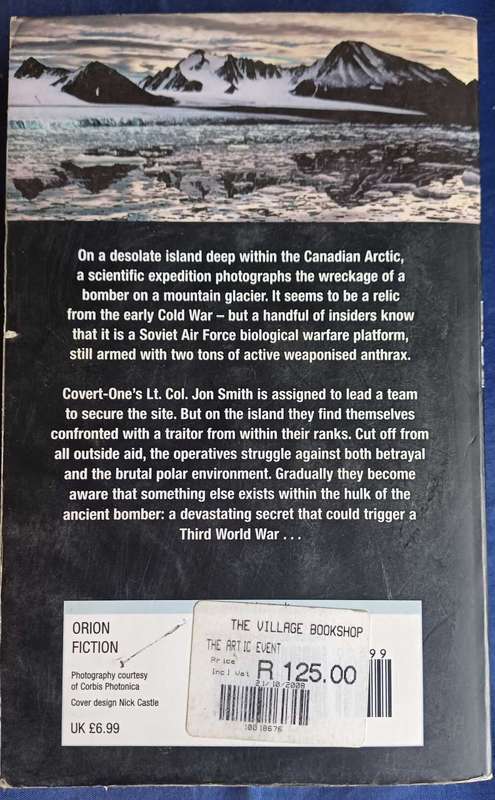 On a desolate island deep within the Canadian Arctic,
a scientific expedition photographs the wreckage of a
bomber on a mountain glacier. It seems to be a relic
from the early Cold War – but a handful of insiders know
that it is a Soviet Air Force biological warfare platform,
still armed with two tons of active weaponised anthrax.
Covert-One's Lt. Col. Jon Smith is assigned to lead a team
to secure the site. But on the island they find themselves
confronted with a traitor from within their ranks. Cut off from
all outside aid, the operatives struggle against both betrayal
and the brutal polar environment. Gradually they become
aware that something else exists within the hulk of the
ancient bomber: a devastating secret that could trigger a
Third World War . . .
ORION
FICTION
Photography courtesy
of Corbis Photonica
Cover design Nick Castle
UK £6.99
THE VILLAGE BOOKSHOP
THE ARTIC EVENT
Price
Incl Vat R 125.00
21/10/2008
10018676
99